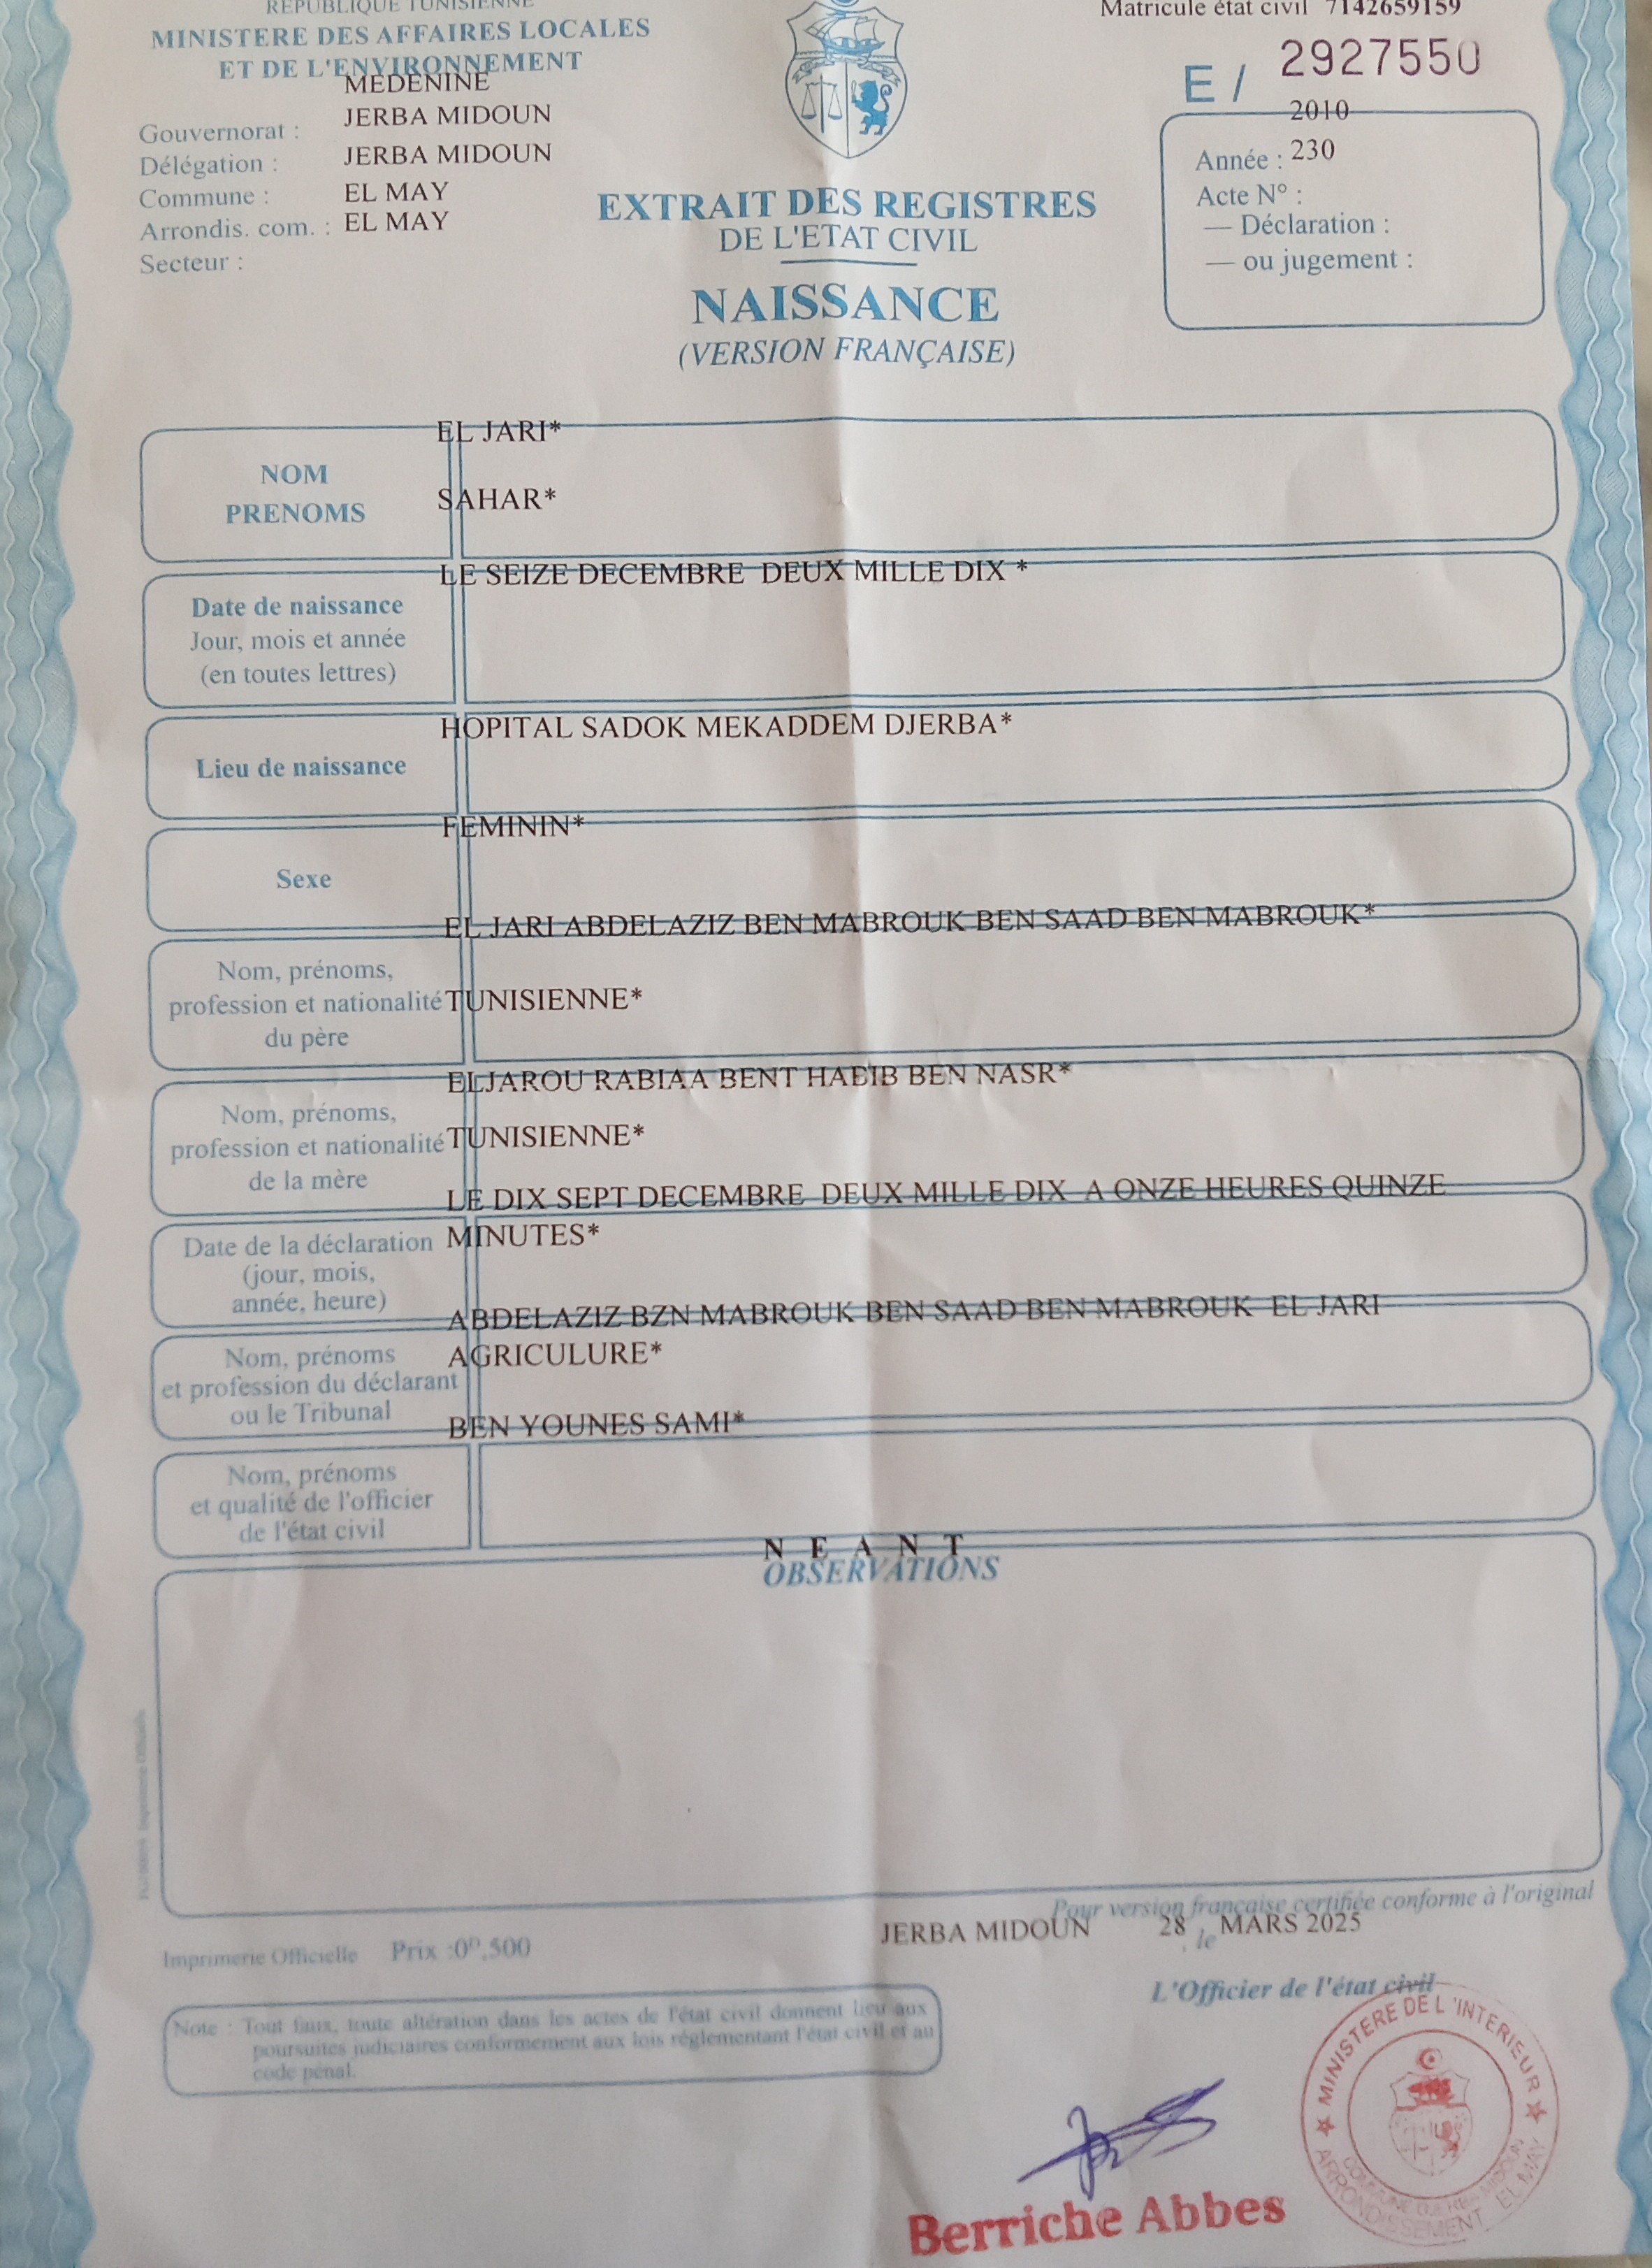 REPUBLIQUE TUNISIENNE
MINISTERE DES AFFAIRES LOCALES
ET DE L'ENVIRONNEMENT
MEDENINE
JERBA MIDOUN
Gouvernorat :
JERBA MIDOUN
Délégation :
EL MAY
Commune :
EL MAY
Arrondis. com. :
Secteur :
Matricule état civil 7142659159
E / 2927550
2010
Année : 230
Acte N° :
— Déclaration :
— ou jugement :
EXTRAIT DES REGISTRES
DE L'ETAT CIVIL
NAISSANCE
(VERSION FRANÇAISE)
EL JARI*
NOM
SAHAR*
PRENOMS
LE SEIZE DECEMBRE DEUX MILLE DIX *
Date de naissance
Jour, mois et année
(en toutes lettres)
HOPITAL SADOK MEKADDEM DJERBA*
Lieu de naissance
FEMININ*
Sexe
EL JARI ABDELAZIZ BEN MABROUK BEN SAAD BEN MABROUK*
Nom, prénoms,
profession et nationalité TUNISIENNE*
du père
ELJAROU RABIAA BENT HABIB BEN NASR*
Nom, prénoms,
profession et nationalité TUNISIENNE*
de la mère
LE DIX SEPT DECEMBRE DEUX MILLE DIX A ONZE HEURES QUINZE
Date de la déclaration MINUTES*
(jour, mois,
année, heure)
ABDELAZIZ BZN MABROUK BEN SAAD BEN MABROUK EL JARI
Nom, prénoms AGRICULURE*
et profession du déclarant
ou le Tribunal
BEN YOUNES SAMI*
Nom, prénoms
et qualité de l'officier
de l'état civil
N E A N T
OBSERVATIONS
Pour version française certifiée conforme à l'original
JERBA MIDOUN 28 , le MARS 2025
Imprimerie Officielle Prix :0ᴰ,500
L'Officier de l'état civil
Note : Tout faux, toute altération dans les actes de l'état civil donnent lieu aux
poursuites judiciaires conformement aux lois réglementant l'état civil et au
code pénal.
MINISTERE DE L'INTERIEUR
COMMUNE DJERBA MIDOUN
ARRONDISSEMENT EL MAY
Berriche Abbes